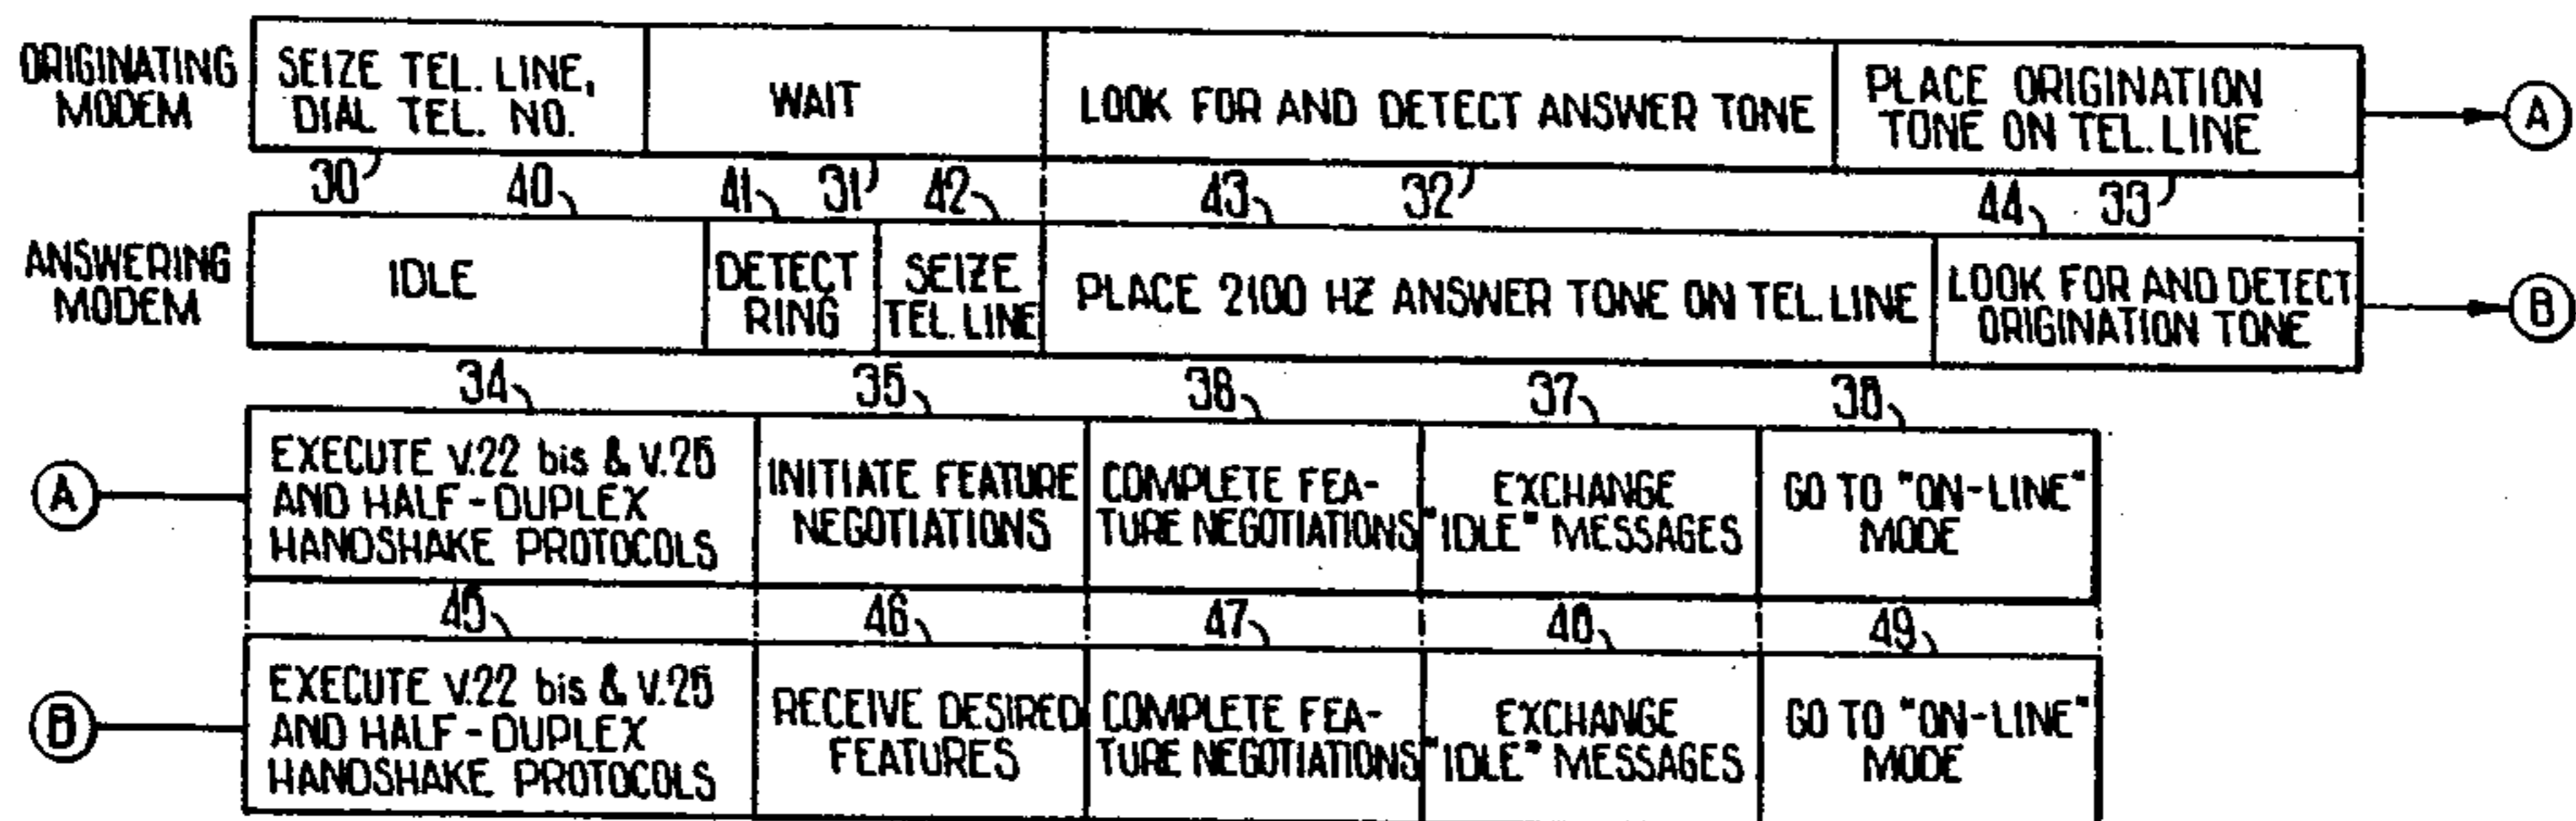 ORIGINATING
MODEM
SEIZE TEL. LINE,
DIAL TEL. NO.
WAIT
LOOK FOR AND DETECT ANSWER TONE
PLACE ORIGINATION
TONE ON TEL. LINE
A
30 40 41 31 42 43 32 44 33
ANSWERING
MODEM
IDLE
DETECT
RING
SEIZE
TEL. LINE
PLACE 2100 HZ ANSWER TONE ON TEL. LINE
LOOK FOR AND DETECT
ORIGINATION TONE
B
34 35 36 37 38
A
EXECUTE V.22 bis & V.25
AND HALF-DUPLEX
HANDSHAKE PROTOCOLS
INITIATE FEATURE
NEGOTIATIONS
COMPLETE FEA-
TURE NEGOTIATIONS
EXCHANGE
"IDLE" MESSAGES
GO TO "ON-LINE"
MODE
45 46 47 48 49
B
EXECUTE V.22 bis & V.25
AND HALF-DUPLEX
HANDSHAKE PROTOCOLS
RECEIVE DESIRED
FEATURES
COMPLETE FEA-
TURE NEGOTIATIONS
EXCHANGE
"IDLE" MESSAGES
GO TO "ON-LINE"
MODE